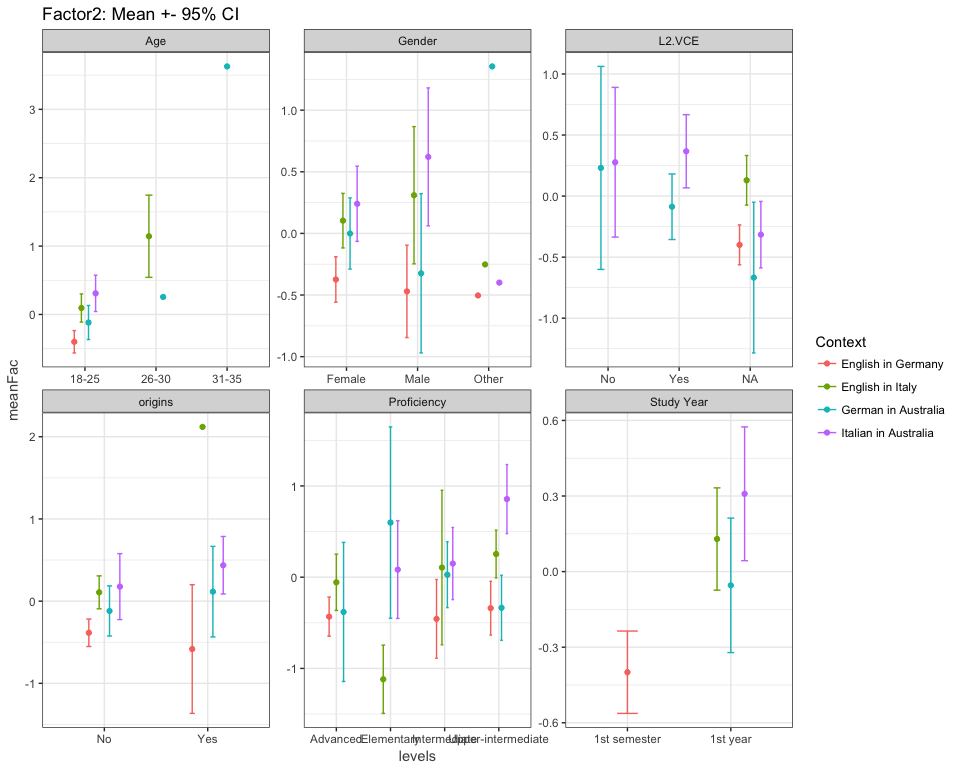 Factor2: Mean +- 95% CI
Age
Gender
L2.VCE
3
2
1
0
1.0
0.5
0.0
-0.5
-1.0
1.0
0.5
0.0
-0.5
-1.0
18-25
26-30
31-35
Female
Male
Other
No
Yes
NA
meanFac
origins
Proficiency
Study Year
2
1
0
-1
1
0
-1
0.6
0.3
0.0
-0.3
-0.6
No
Yes
Advanced
Elementary
Intermediate
Upper-intermediate
1st semester
1st year
levels
Context
English in Germany
English in Italy
German in Australia
Italian in Australia